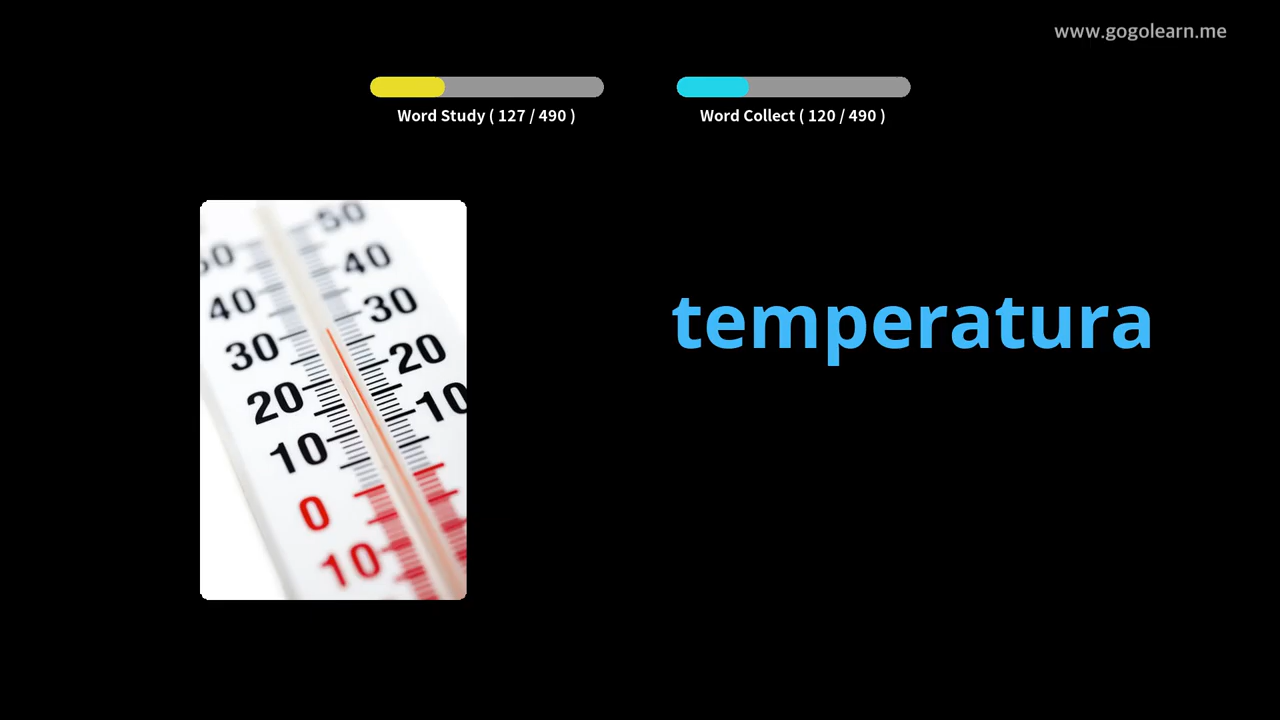 www.gogolearn.me
Word Study ( 127 / 490 )
Word Collect ( 120 / 490 )
temperatura
50
50 40
40 30
30 20
20 10
10
0
10